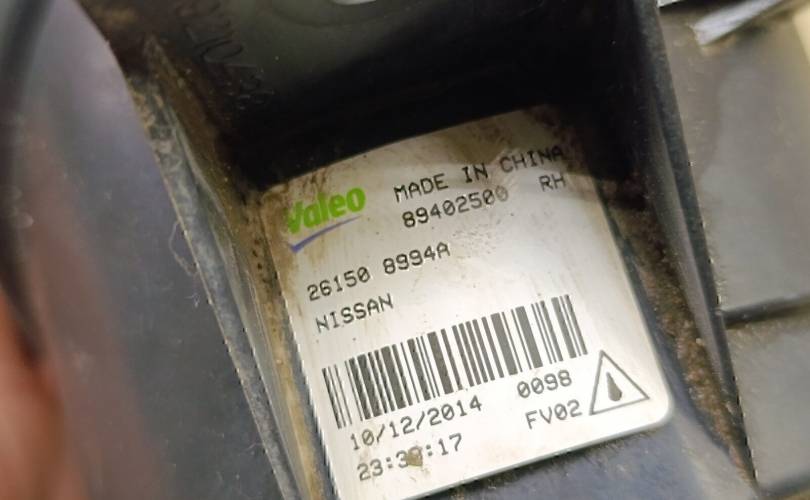 Valeo MADE IN CHINA
89402500 RH
26150 8994A
NISSAN
10/12/2014 0098
FV02